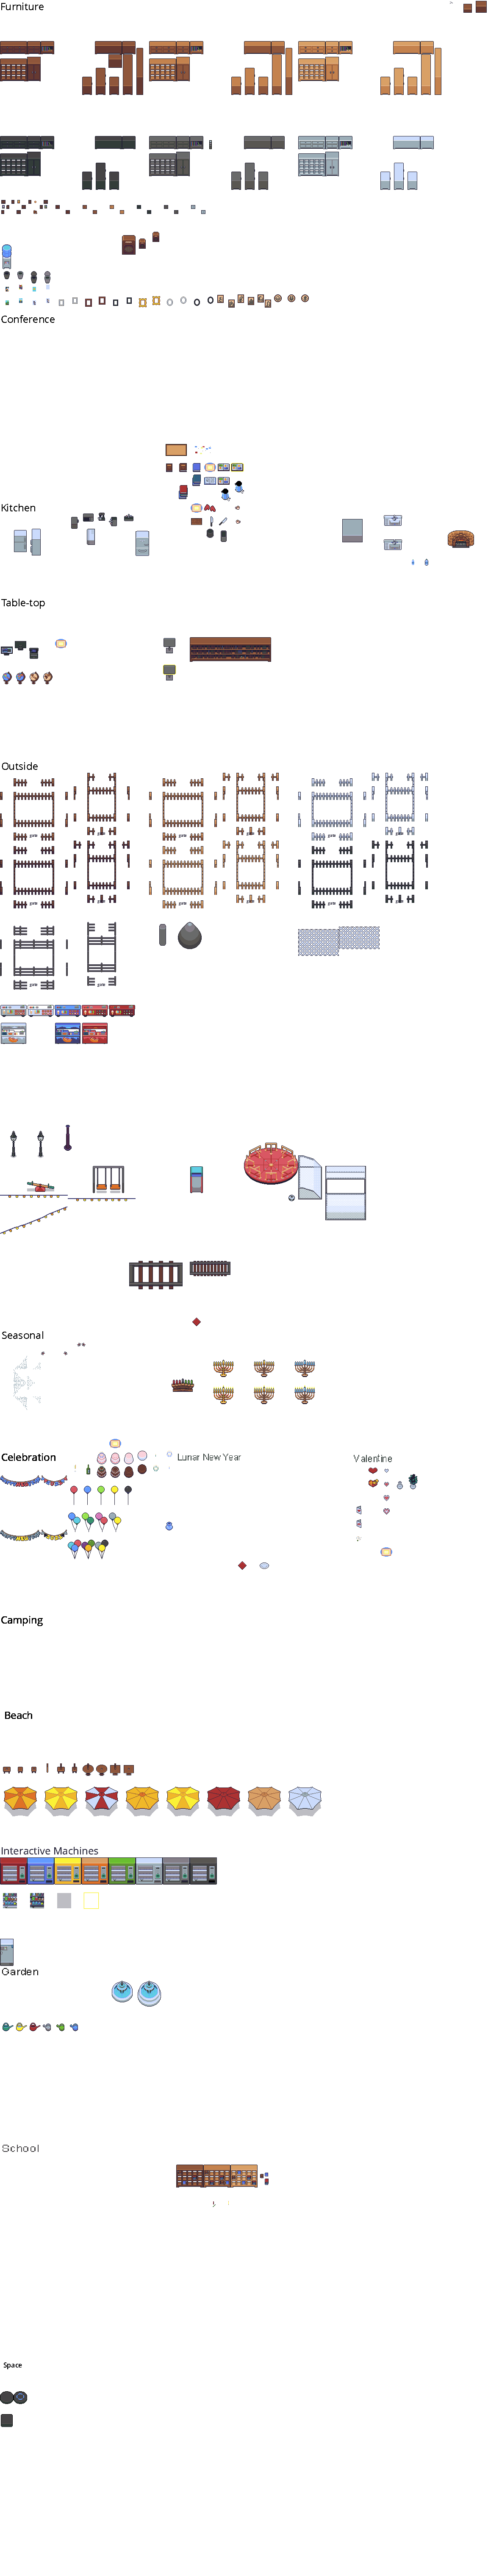 Furniture
Conference
Kitchen
Table-top
Outside
Seasonal
Celebration
Lunar New Year
Valentine
Camping
Beach
Interactive Machines
Garden
School
Space